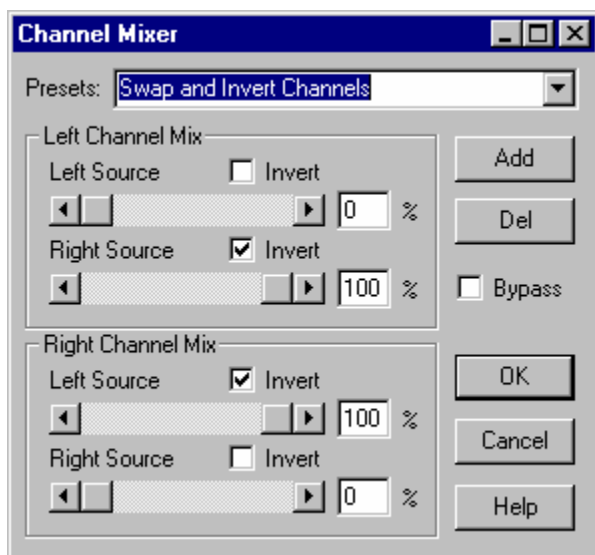 Channel Mixer
Presets: Swap and Invert Channels
Left Channel Mix
Left Source Invert
0 %
Right Source Invert
100 %
Add
Del
Bypass
Right Channel Mix
Left Source Invert
100 %
Right Source Invert
0 %
OK
Cancel
Help